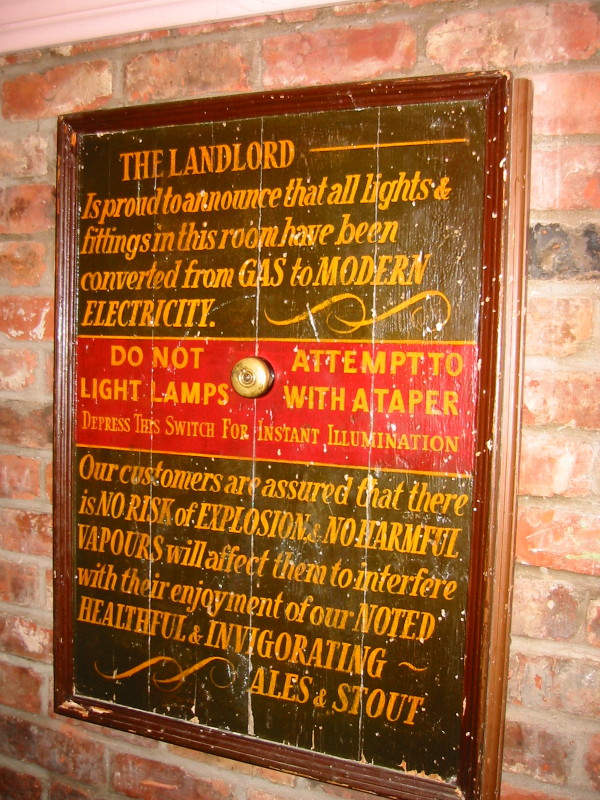 THE LANDLORD
Is proud to announce that all lights &
fittings in this room have been
converted from GAS to MODERN
ELECTRICITY.
DO NOT ATTEMPT TO
LIGHT LAMPS WITH A TAPER
DEPRESS THIS SWITCH FOR INSTANT ILLUMINATION
Our customers are assured that there
is NO RISK of EXPLOSION & NO HARMFUL
VAPOURS will affect them to interfere
with their enjoyment of our NOTED
HEALTHFUL & INVIGORATING ~
ALES & STOUT